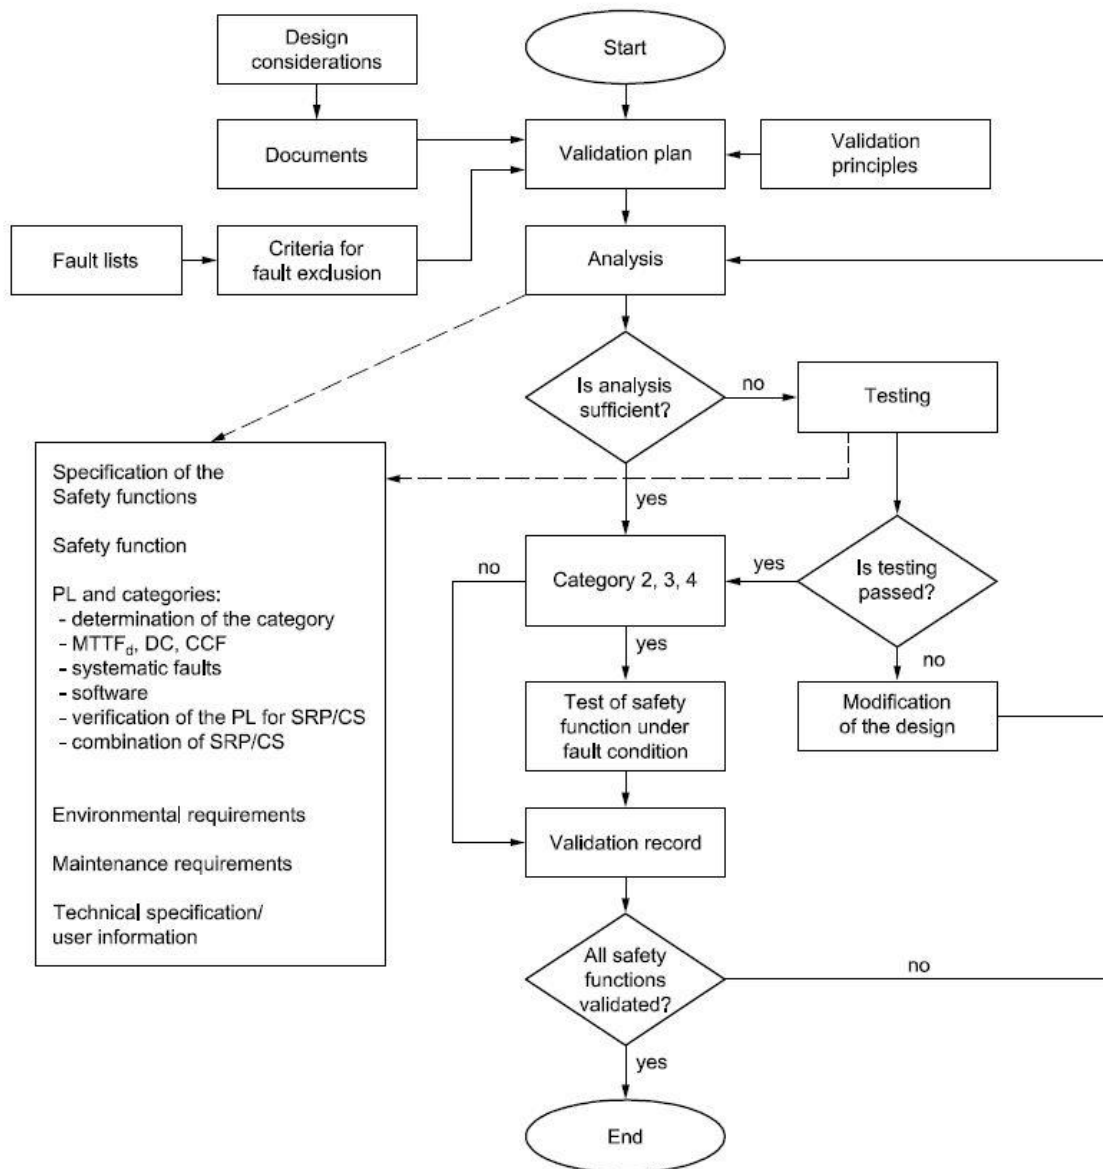 Design
considerations
Start
Documents
Validation plan
Validation
principles
Fault lists
Criteria for
fault exclusion
Analysis
Is analysis
sufficient?
no
Testing
yes
Specification of the
Safety functions
Safety function
PL and categories:
- determination of the category
- MTTFd, DC, CCF
- systematic faults
- software
- verification of the PL for SRP/CS
- combination of SRP/CS
Environmental requirements
Maintenance requirements
Technical specification/
user information
no
Category 2, 3, 4
yes
Is testing
passed?
yes
no
Test of safety
function under
fault condition
Modification
of the design
Validation record
All safety
functions
validated?
no
yes
End